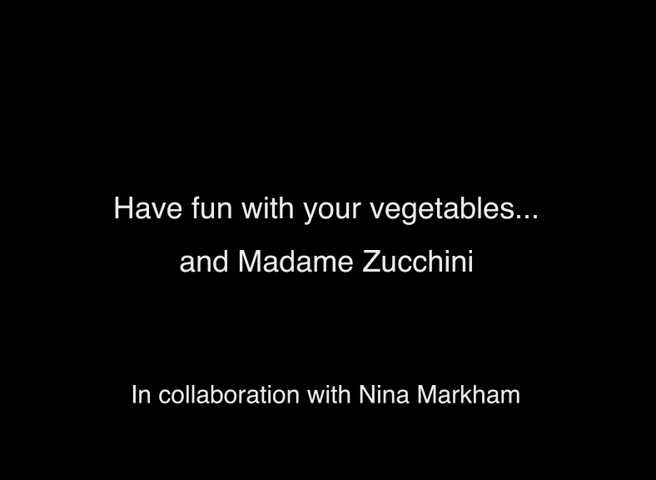 Have fun with your vegetables...
and Madame Zucchini
In collaboration with Nina Markham